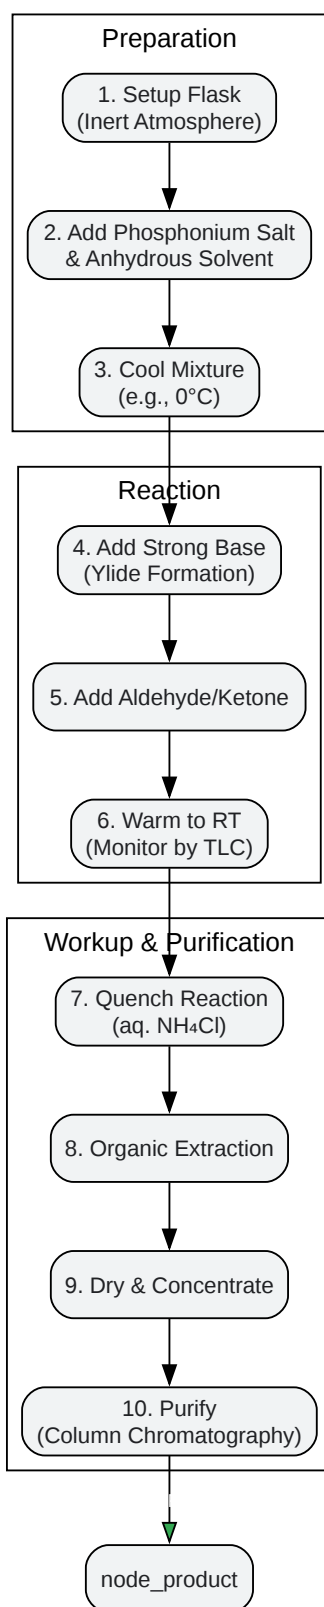 Preparation
1. Setup Flask
(Inert Atmosphere)
2. Add Phosphonium Salt
& Anhydrous Solvent
3. Cool Mixture
(e.g., 0°C)
Reaction
4. Add Strong Base
(Ylide Formation)
5. Add Aldehyde/Ketone
6. Warm to RT
(Monitor by TLC)
Workup & Purification
7. Quench Reaction
(aq. NH₄Cl)
8. Organic Extraction
9. Dry & Concentrate
10. Purify
(Column Chromatography)
node_product